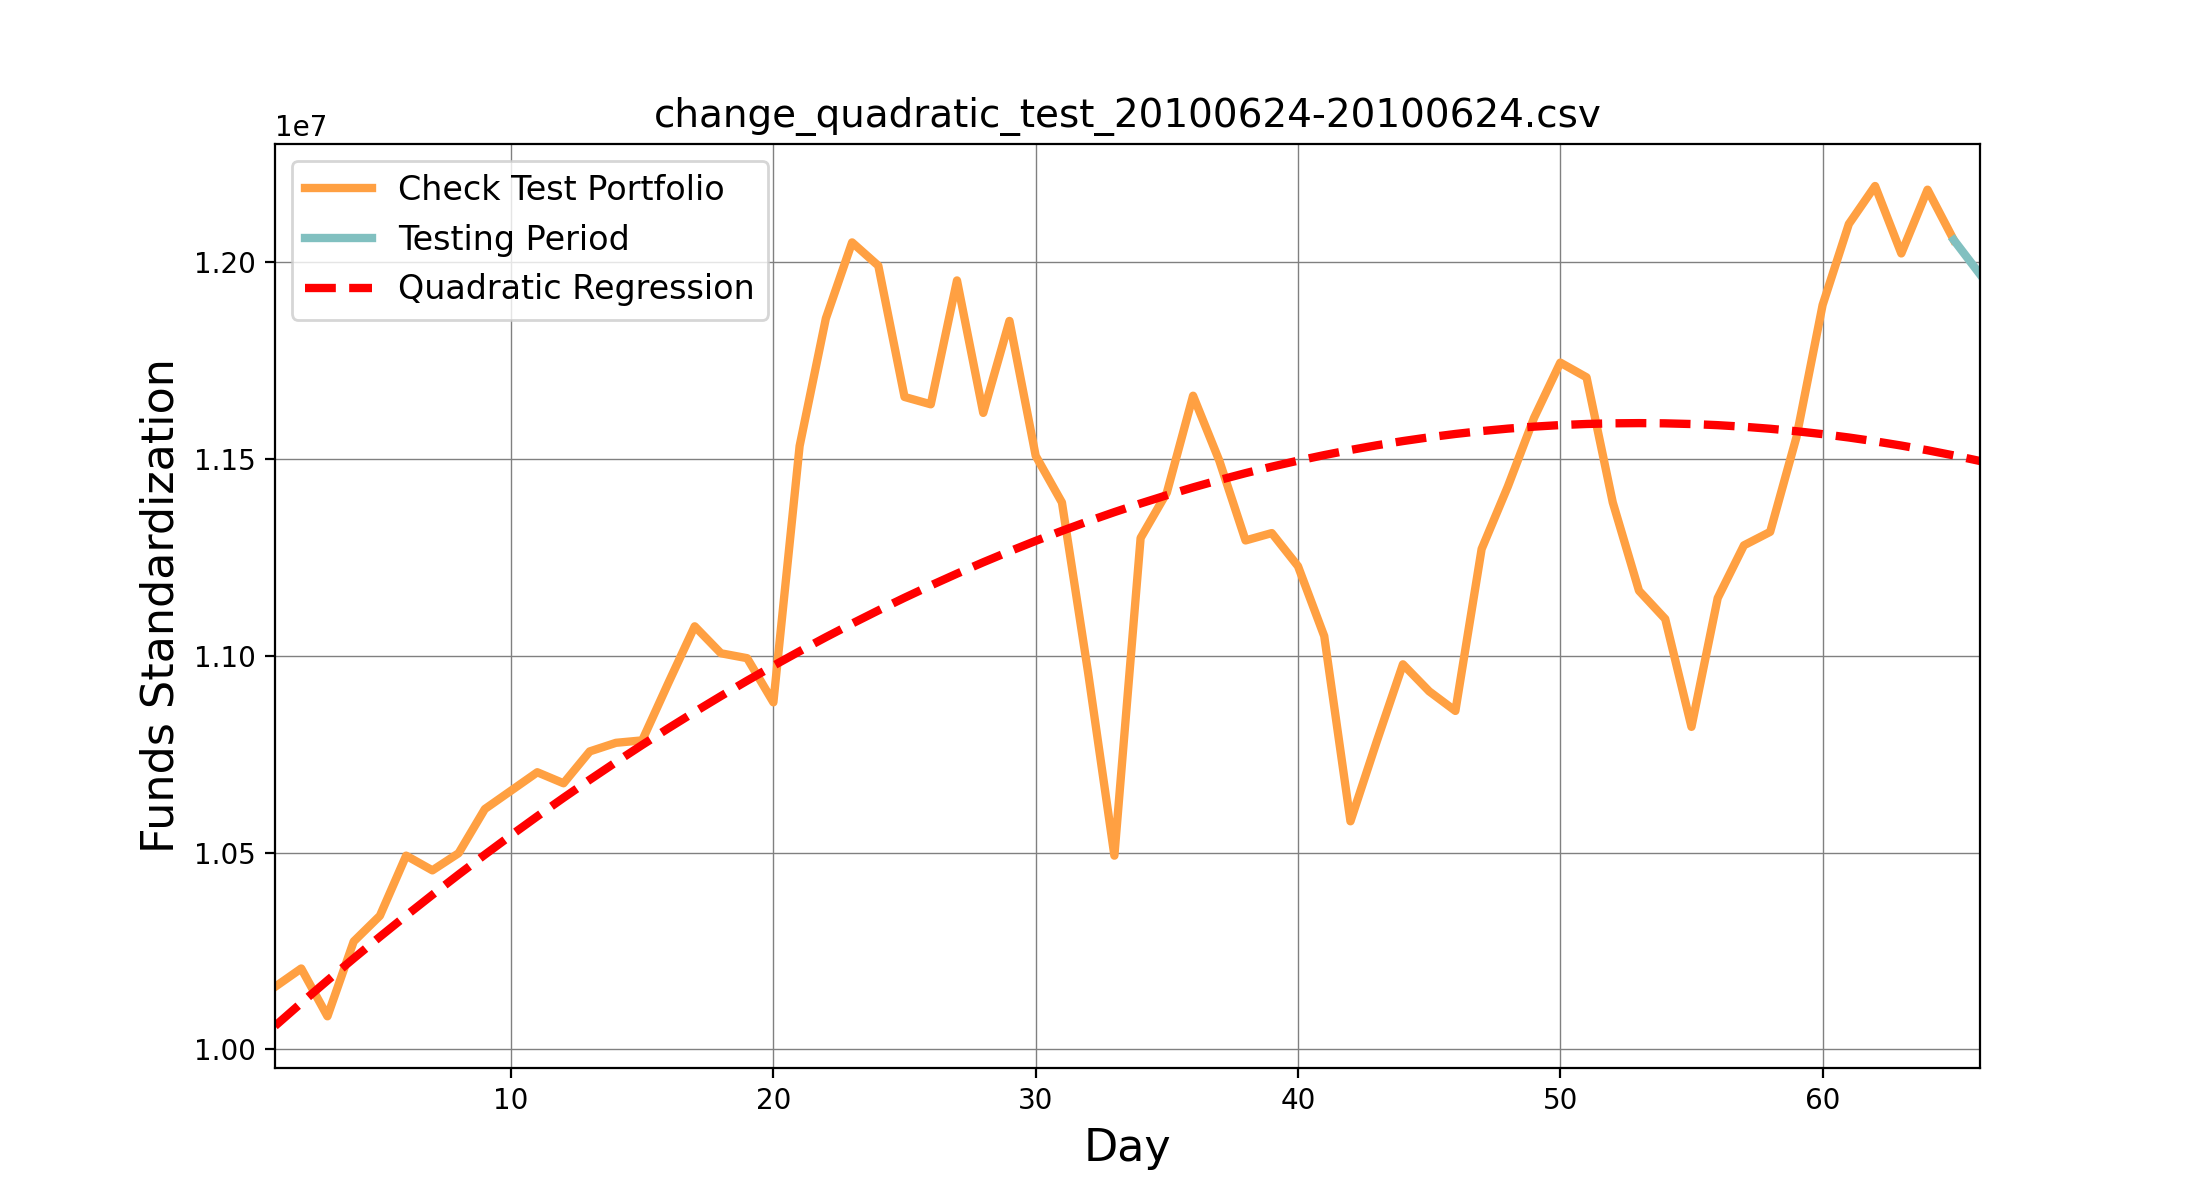 change_quadratic_test_20100624-20100624.csv
1e7
Check Test Portfolio
Testing Period
Quadratic Regression
1.20
1.15
1.10
1.05
1.00
Funds Standardization
10 20 30 40 50 60
Day